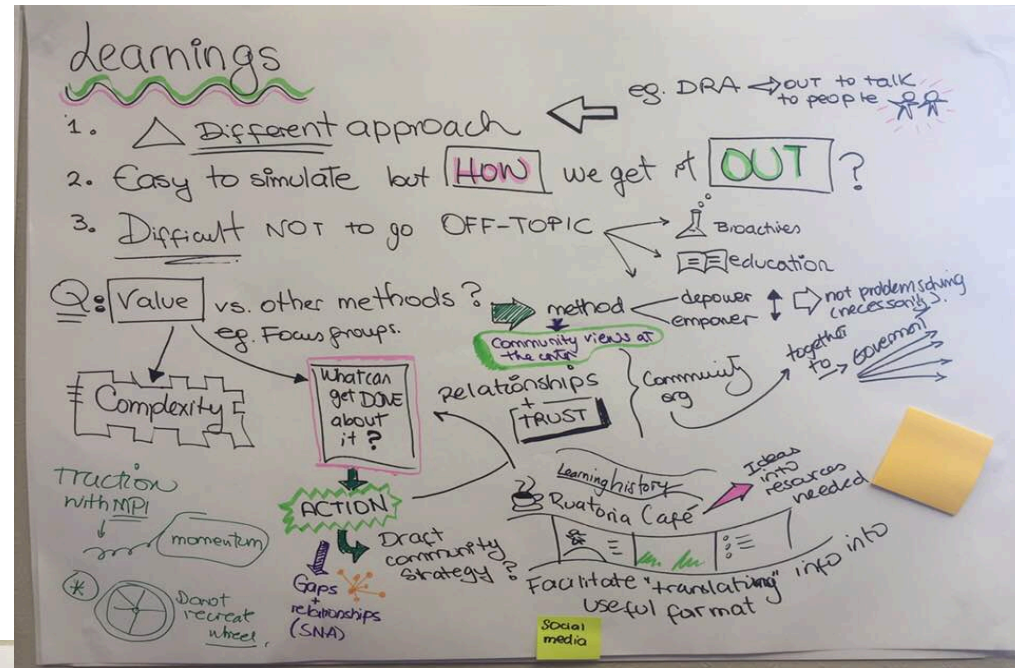 Learnings
eg. DRA → OUT to talk
to people
1. △ Different approach
2. Easy to simulate but HOW we get it OUT ?
3. Difficult NOT to go OFF-TOPIC
Bioactives
education
Q: Value vs. other methods ?
eg. Focus groups.
method
depower
empower
not problem solving
(necessarily).
Community views at
the centr
Complexity
What can
get DONE
about
it ?
Relationships
+
TRUST
Community
org
together
to → Government
Traction
with MPI
momentum
ACTION
Draft
community
strategy ?
Gaps
+
relationships
(SNA)
* Do not
recreat
wheel.
Learning history
Ruatoria Café
Ideas
into
resources
needed
Facilitate "translating" info into
useful format
Social
media